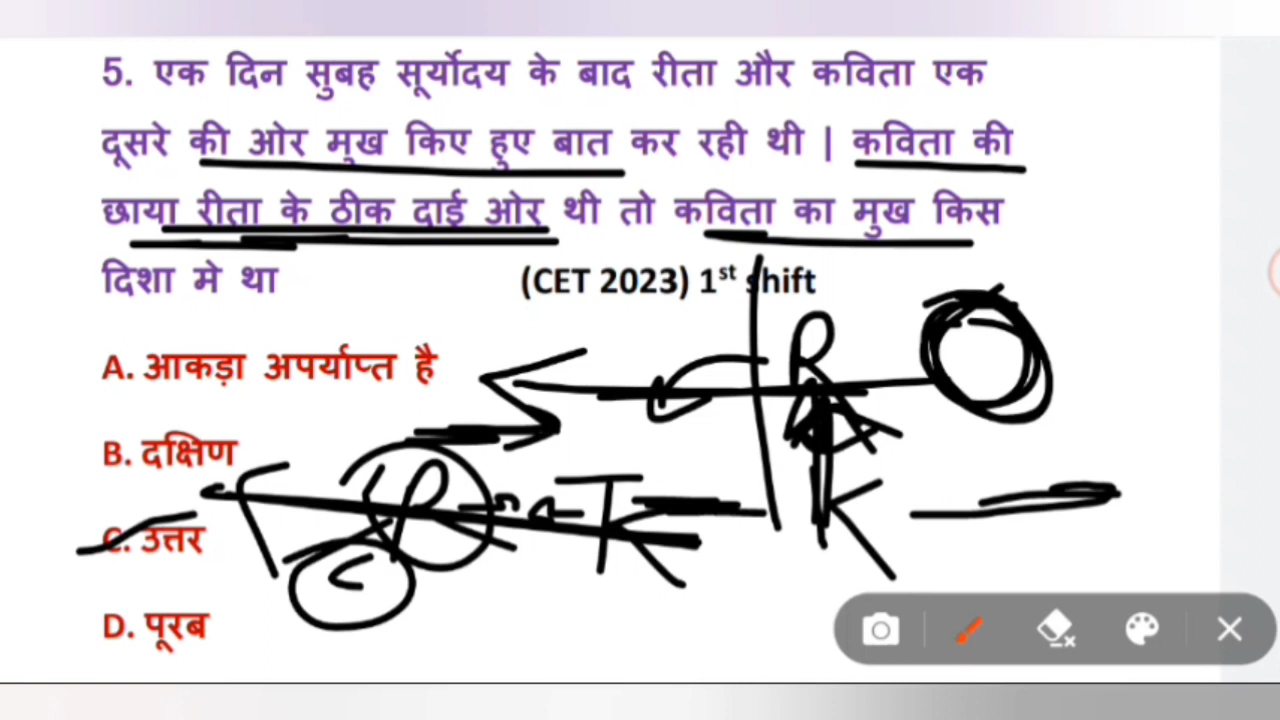 5. एक दिन सुबह सूर्योदय के बाद रीता और कविता एक
दूसरे की ओर मुख किए हुए बात कर रही थी | कविता की
छाया रीता के ठीक दाई ओर थी तो कविता का मुख किस
दिशा मे था (CET 2023) 1st shift
A. आकड़ा अपर्याप्त है
B. दक्षिण
C. उत्तर
D. पूरब
R
K
R
K